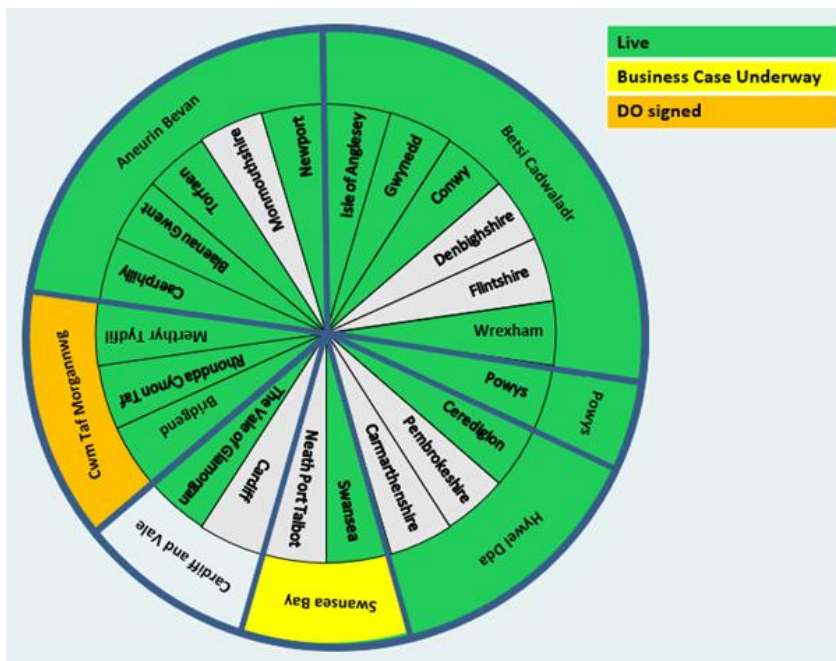 Live
Business Case Underway
DO signed
Betsi Cadwaladr
Powys
Hywel Dda
Swansea Bay
Cardiff and Vale
Cwm Taf Morgannwg
Aneurin Bevan
Isle of Anglesey
Gwynedd
Conwy
Denbighshire
Flintshire
Wrexham
Powys
Ceredigion
Pembrokeshire
Carmarthenshire
Swansea
Neath Port Talbot
Cardiff
The Vale of Glamorgan
Bridgend
Rhondda Cynon Taf
Merthyr Tydfil
Caerphilly
Blaenau Gwent
Torfaen
Monmouthshire
Newport